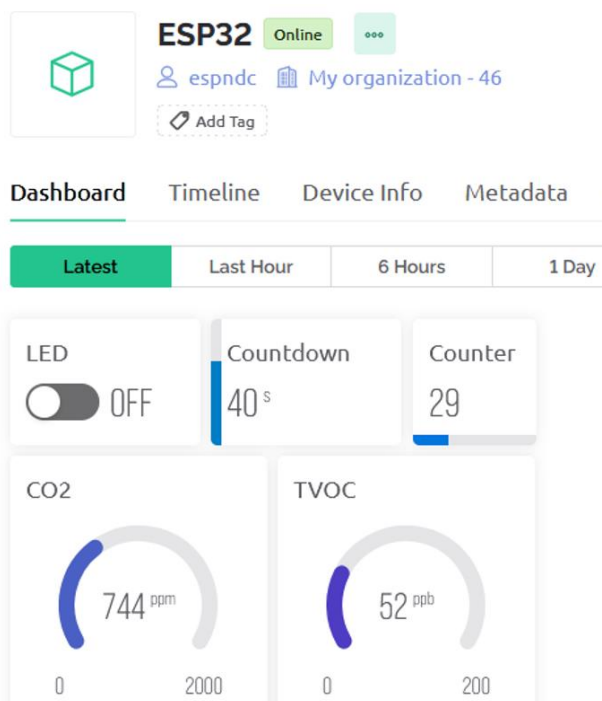 ESP32 Online
espndc My organization - 46
Add Tag
Dashboard Timeline Device Info Metadata
Latest Last Hour 6 Hours 1 Day
LED Countdown Counter
OFF 40 s 29
CO2 TVOC
744 ppm 52 ppb
0 2000 0 200